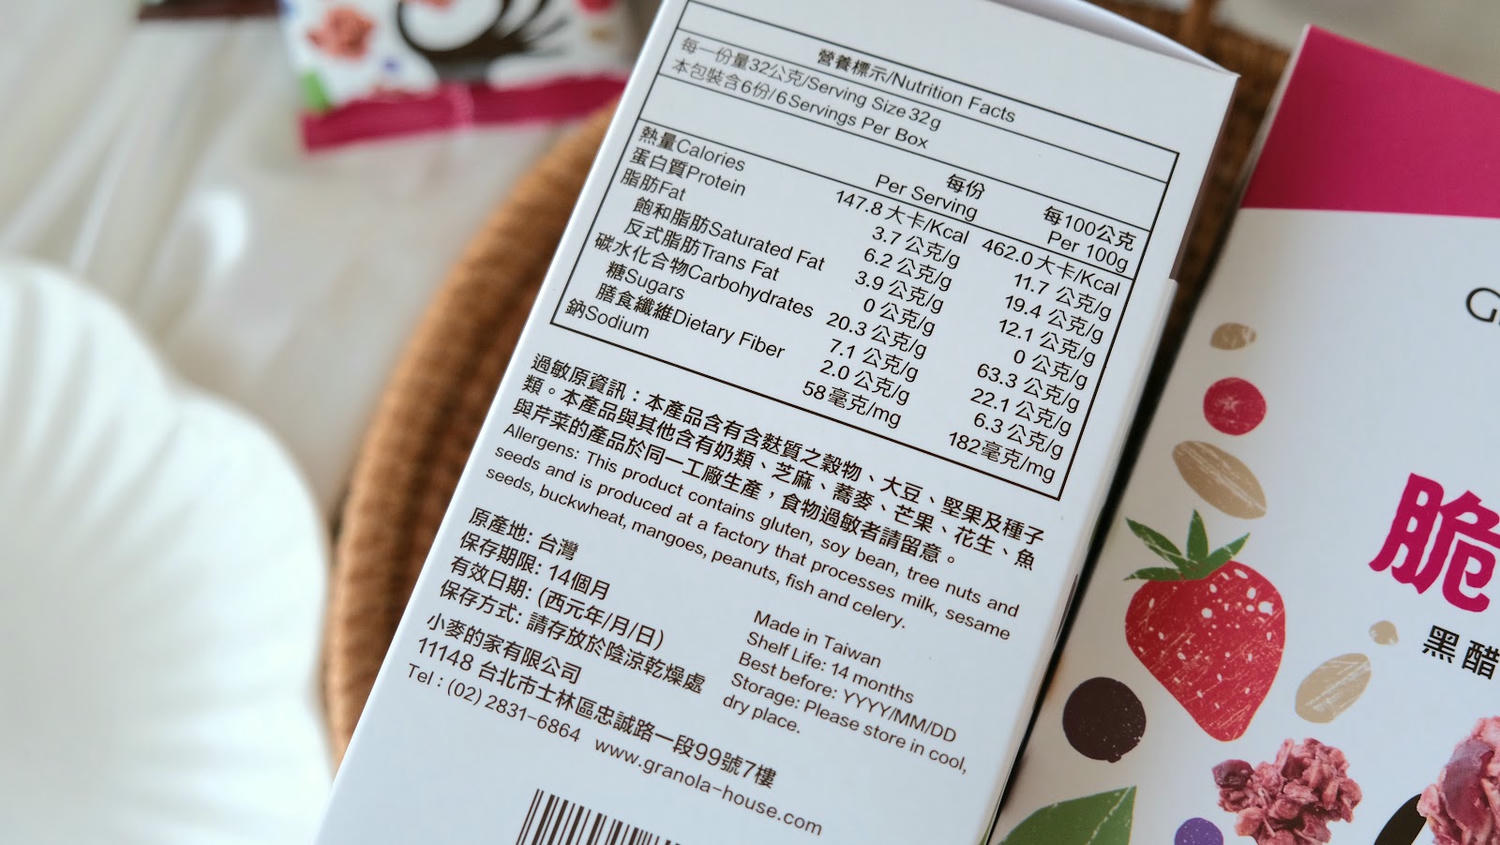 營養標示/Nutrition Facts
每一份量32公克/Serving Size 32g
本包裝含6份/6 Servings Per Box
每份 每100公克
Per Serving Per 100g
熱量Calories 147.8 大卡/Kcal 462.0 大卡/Kcal
蛋白質Protein 3.7 公克/g 11.7 公克/g
脂肪Fat 6.2 公克/g 19.4 公克/g
飽和脂肪Saturated Fat 3.9 公克/g 12.1 公克/g
反式脂肪Trans Fat 0 公克/g 0 公克/g
碳水化合物Carbohydrates 20.3 公克/g 63.3 公克/g
糖Sugars 7.1 公克/g 22.1 公克/g
膳食纖維Dietary Fiber 2.0 公克/g 6.3 公克/g
鈉Sodium 58毫克/mg 182毫克/mg
過敏原資訊：本產品含有含麩質之穀物、大豆、堅果及種子
類。本產品與其他含有奶類、芝麻、蕎麥、芒果、花生、魚
與芹菜的產品於同一工廠生產，食物過敏者請留意。
Allergens: This product contains gluten, soy bean, tree nuts and
seeds and is produced at a factory that processes milk, sesame
seeds, buckwheat, mangoes, peanuts, fish and celery.
原產地: 台灣
保存期限: 14個月
有效日期: (西元年/月/日)
保存方式: 請存放於陰涼乾燥處
Made in Taiwan
Shelf Life: 14 months
Best before: YYYY/MM/DD
Storage: Please store in cool,
dry place.
小麥的家有限公司
11148 台北市士林區忠誠路一段99號7樓
Tel : (02) 2831-6864 www.granola-house.com
脆
黑醋